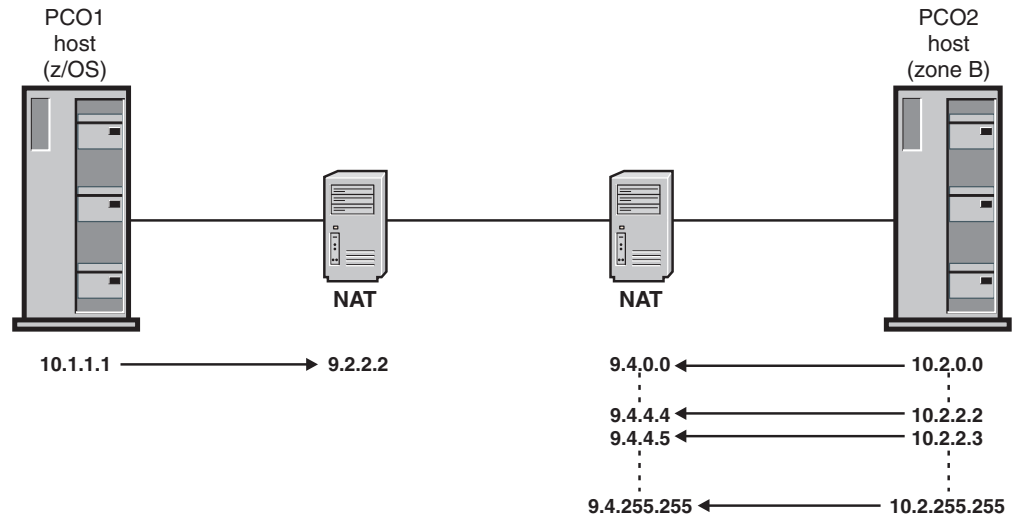 PCO1
host
(z/OS)
PCO2
host
(zone B)
NAT
NAT
10.1.1.1
9.2.2.2
9.4.0.0
10.2.0.0
9.4.4.4
10.2.2.2
9.4.4.5
10.2.2.3
9.4.255.255
10.2.255.255